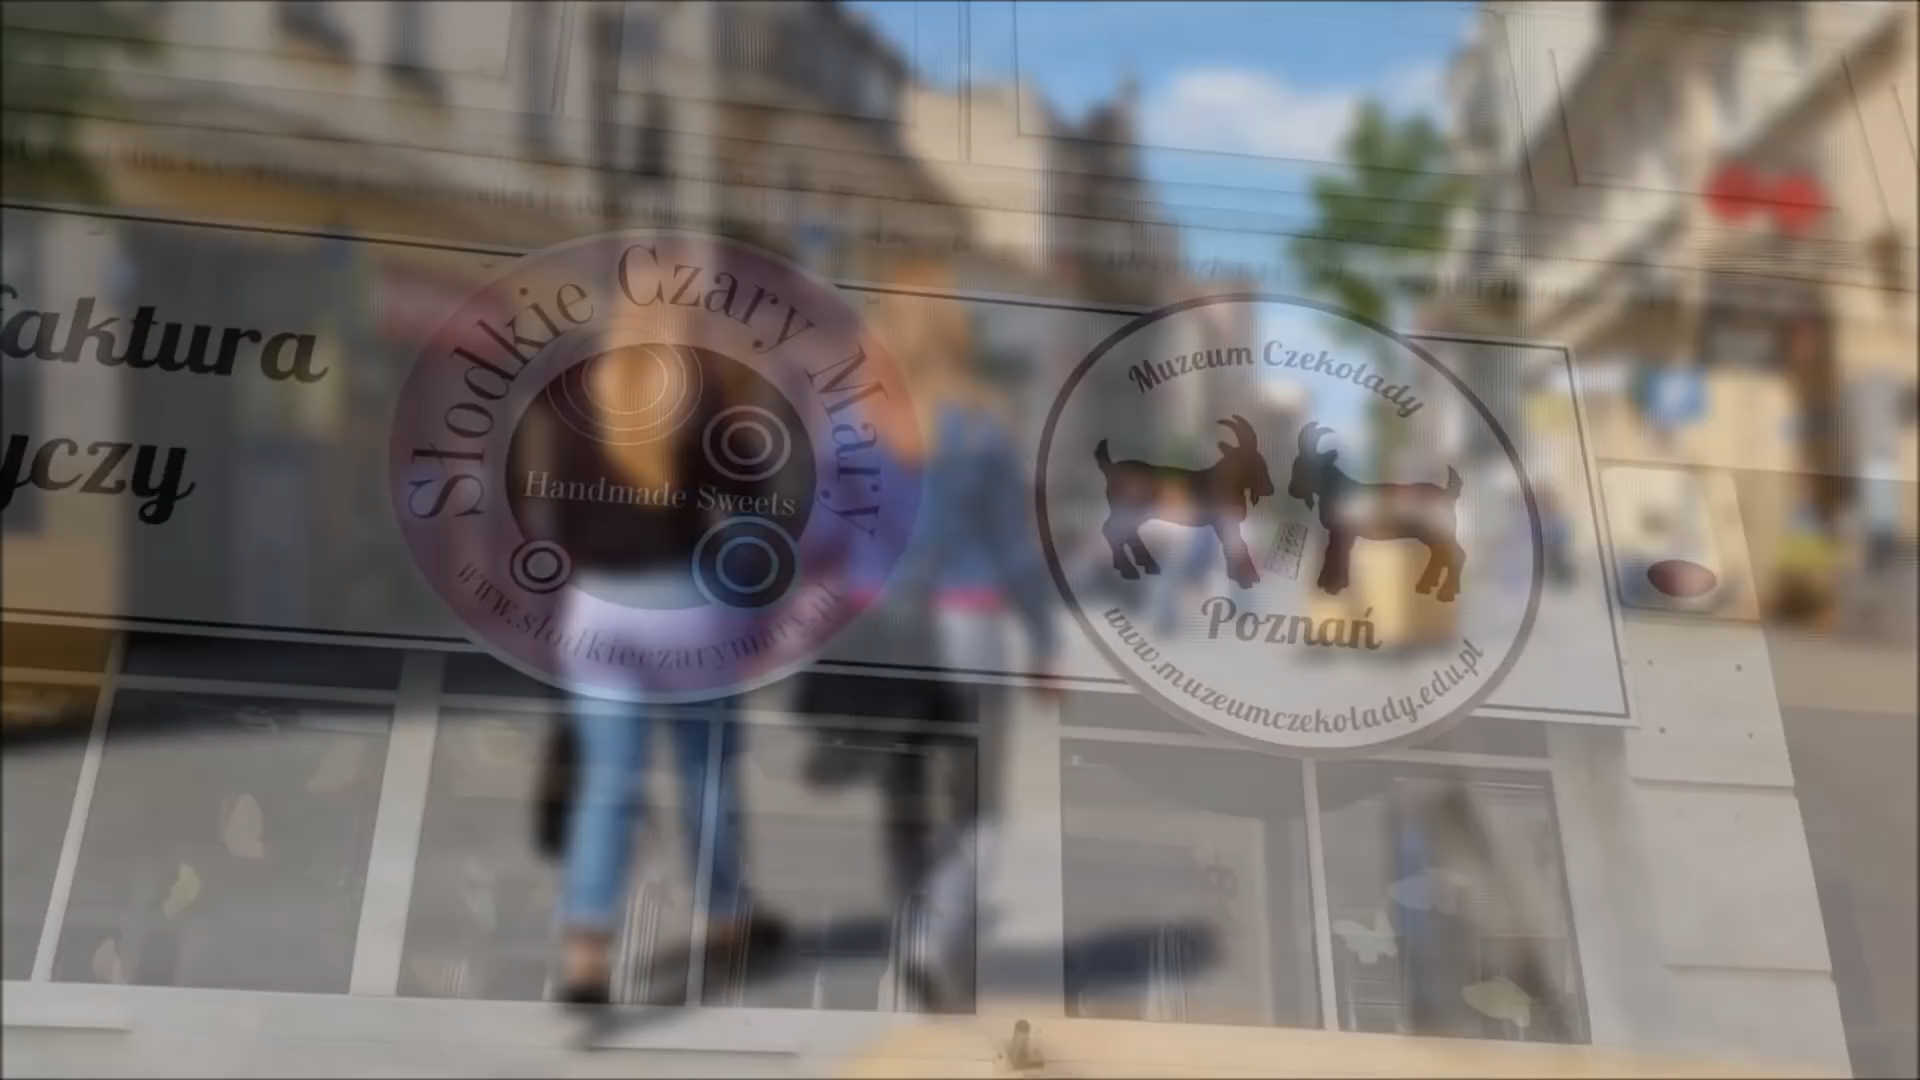 faktura
yczy
Słodkie Czary Mary
Handmade Sweets
www.slodkieczarymary.pl
Muzeum Czekolady
Poznań
www.muzeumczekolady.edu.pl